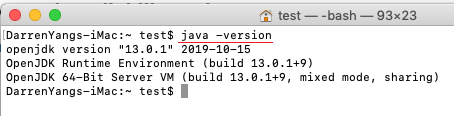 test — -bash — 93×23
[DarrenYangs-iMac:~ test$ java -version
openjdk version "13.0.1" 2019-10-15
OpenJDK Runtime Environment (build 13.0.1+9)
OpenJDK 64-Bit Server VM (build 13.0.1+9, mixed mode, sharing)
DarrenYangs-iMac:~ test$